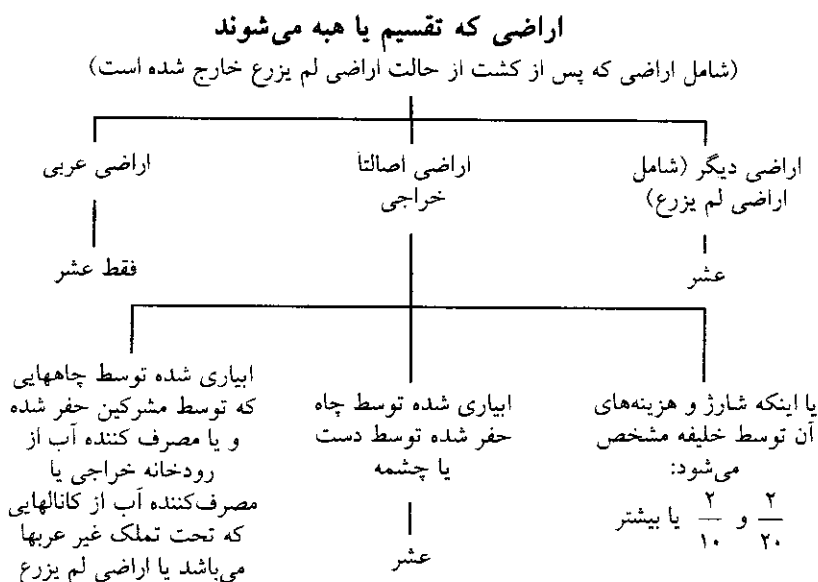 اراضی که تقسیم یا هبه می‌شوند
(شامل اراضی که پس از کشت از حالت اراضی لم یزرع خارج شده است)
اراضی دیگر (شامل
اراضی لم یزرع)
عشر
اراضی اصالتاً
خراجی
اراضی عربی
فقط عشر
یا اینکه شارژ و هزینه‌های
آن توسط خلیفه مشخص
می‌شود:
۲/۲۰ و ۲/۱۰ یا بیشتر
ابیاری شده توسط چاه
حفر شده توسط دست
یا چشمه
عشر
ابیاری شده توسط چاههایی
که توسط مشرکین حفر شده
و یا مصرف کننده آب از
رودخانه خراجی یا
مصرف‌کننده آب از کانالهایی
که تحت تملک غیر عربها
می‌باشد یا اراضی لم یزرع